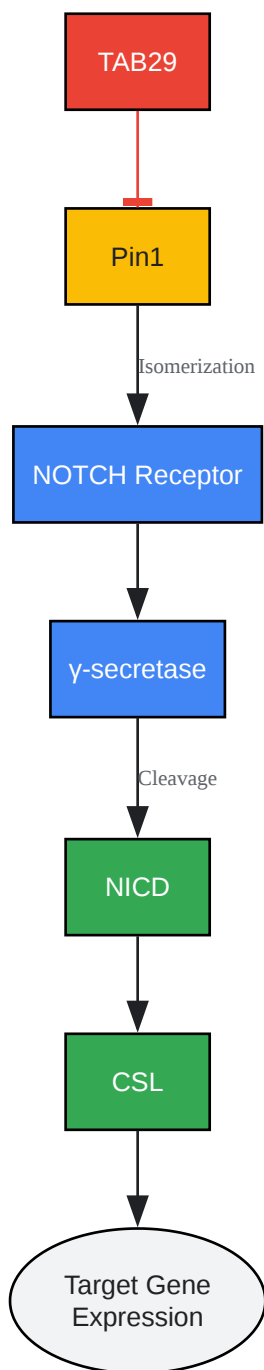 TAB29
Pin1
Isomerization
NOTCH Receptor
γ-secretase
Cleavage
NICD
CSL
Target Gene
Expression